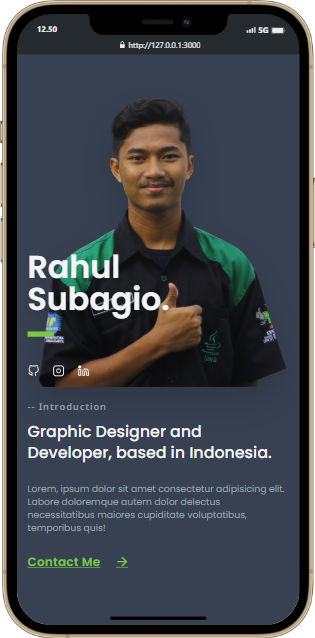 12.50
5G
http://127.0.0.1:3000
Rahul
Subagio.
-- Introduction
Graphic Designer and
Developer, based in Indonesia.
Lorem, ipsum dolor sit amet consectetur adipisicing elit.
Labore doloremque autem dolor delectus
necessitatibus maiores cupiditate voluptatibus,
temporibus quis!
Contact Me →